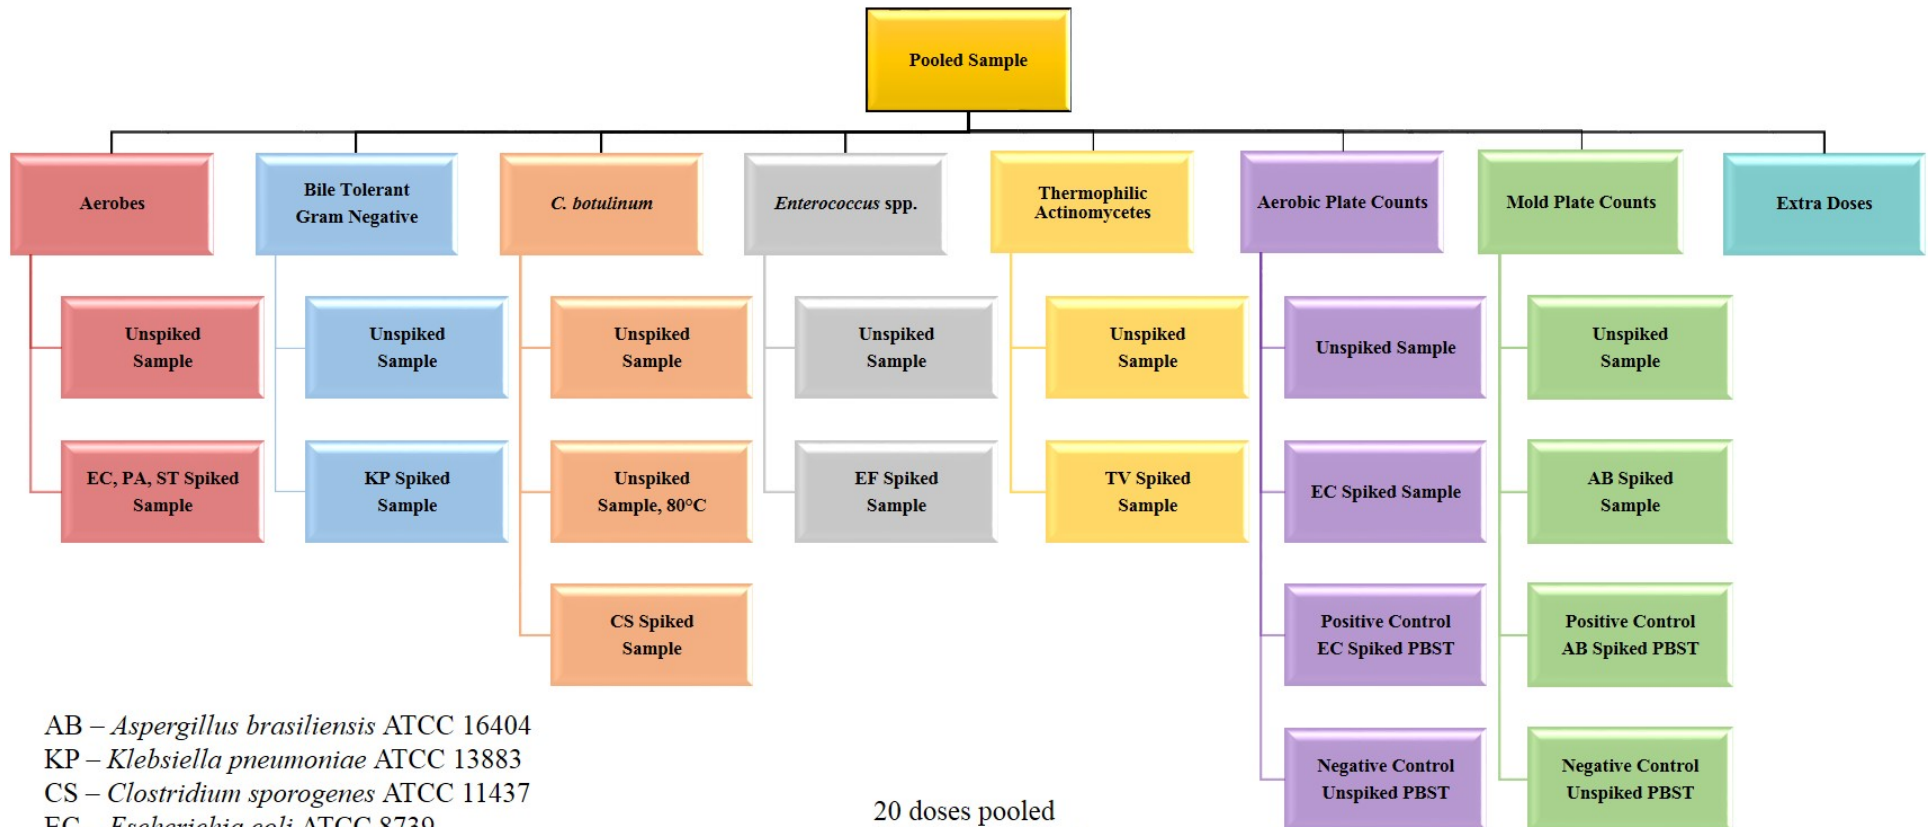 Pooled Sample
Aerobes
Bile Tolerant
Gram Negative
C. botulinum
Enterococcus spp.
Thermophilic
Actinomycetes
Aerobic Plate Counts
Mold Plate Counts
Extra Doses
Unspiked
Sample
Unspiked
Sample
Unspiked
Sample
Unspiked
Sample
Unspiked
Sample
Unspiked Sample
Unspiked
Sample
EC, PA, ST Spiked
Sample
KP Spiked
Sample
Unspiked
Sample, 80°C
EF Spiked
Sample
TV Spiked
Sample
EC Spiked Sample
AB Spiked
Sample
CS Spiked
Sample
Positive Control
EC Spiked PBST
Positive Control
AB Spiked PBST
Negative Control
Unspiked PBST
Negative Control
Unspiked PBST
AB – Aspergillus brasiliensis ATCC 16404
KP – Klebsiella pneumoniae ATCC 13883
CS – Clostridium sporogenes ATCC 11437
EC – Escherichia coli ATCC 8739
20 doses pooled